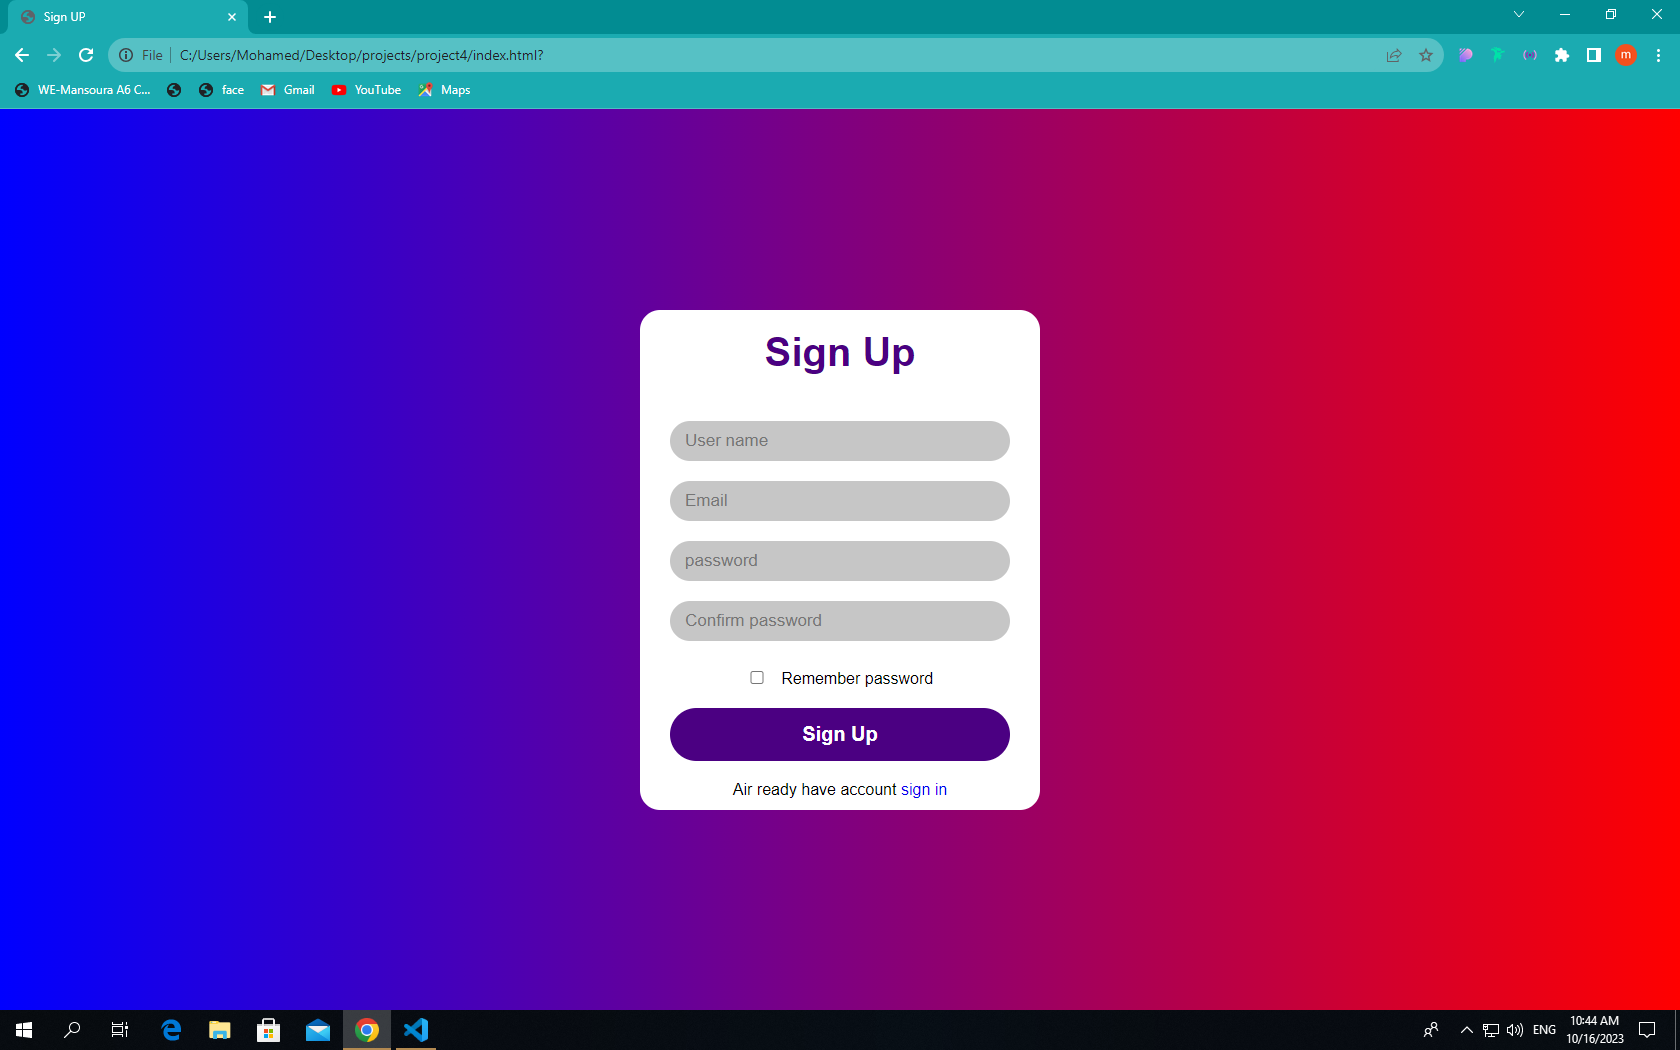 Sign UP
File C:/Users/Mohamed/Desktop/projects/project4/index.html?
m
WE-Mansoura A6 C... face Gmail YouTube Maps
Sign Up
User name
Email
password
Confirm password
Remember password
Sign Up
Air ready have account sign in
ENG
10:44 AM
10/16/2023